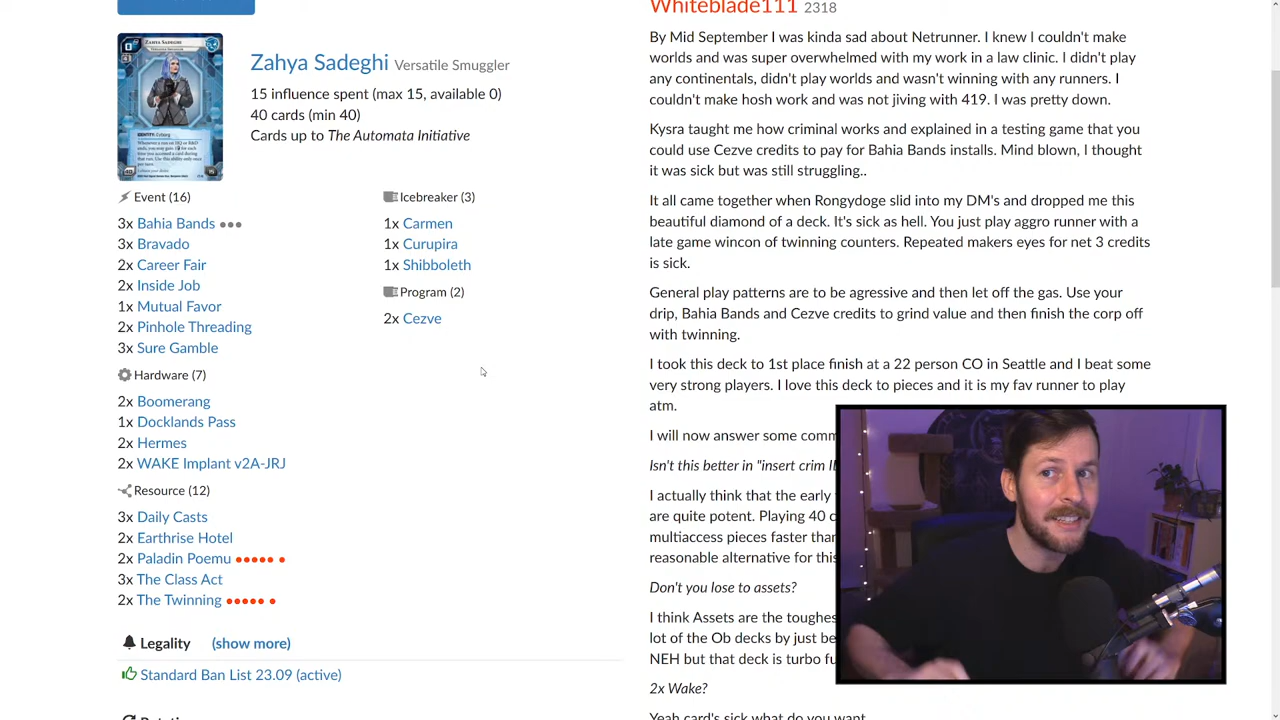 Zahya Sadeghi Versatile Smuggler
15 influence spent (max 15, available 0)
40 cards (min 40)
Cards up to The Automata Initiative
Event (16)
3x Bahia Bands ●●●
3x Bravado
2x Career Fair
2x Inside Job
1x Mutual Favor
2x Pinhole Threading
3x Sure Gamble
Hardware (7)
2x Boomerang
1x Docklands Pass
2x Hermes
2x WAKE Implant v2A-JRJ
Resource (12)
3x Daily Casts
2x Earthrise Hotel
2x Paladin Poemu ●●●●● ●
3x The Class Act
2x The Twinning ●●●●● ●
Icebreaker (3)
1x Carmen
1x Curupira
1x Shibboleth
Program (2)
2x Cezve
Legality (show more)
Standard Ban List 23.09 (active)
Whiteblade111 2318
By Mid September I was kinda sad about Netrunner. I knew I couldn't make
worlds and was super overwhelmed with my work in a law clinic. I didn't play
any continentals, didn't play worlds and wasn't winning with any runners. I
couldn't make hosh work and was not jiving with 419. I was pretty down.
Kysra taught me how criminal works and explained in a testing game that you
could use Cezve credits to pay for Bahia Bands installs. Mind blown, I thought
it was sick but was still struggling..
It all came together when Rongydoge slid into my DM's and dropped me this
beautiful diamond of a deck. It's sick as hell. You just play aggro runner with a
late game wincon of twinning counters. Repeated makers eyes for net 3 credits
is sick.
General play patterns are to be agressive and then let off the gas. Use your
drip, Bahia Bands and Cezve credits to grind value and then finish the corp off
with twinning.
I took this deck to 1st place finish at a 22 person CO in Seattle and I beat some
very strong players. I love this deck to pieces and it is my fav runner to play
atm.
I will now answer some comm
Isn't this better in "insert crim I
I actually think that the early
are quite potent. Playing 40 c
multiaccess pieces faster than
reasonable alternative for this
Don't you lose to assets?
I think Assets are the toughes
lot of the Ob decks by just be
NEH but that deck is turbo fu
2x Wake?
Yeah card's sick what do you want